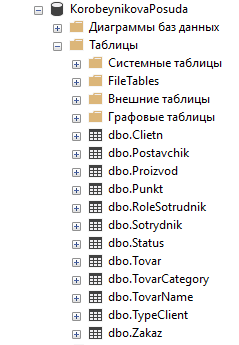 KorobeynikovaPosuda
Диаграммы баз данных
Таблицы
Системные таблицы
FileTables
Внешние таблицы
Графовые таблицы
dbo.Clietn
dbo.Postavchik
dbo.Proizvod
dbo.Punkt
dbo.RoleSotrudnik
dbo.Sotrydnik
dbo.Status
dbo.Tovar
dbo.TovarCategory
dbo.TovarName
dbo.TypeClient
dbo.Zakaz